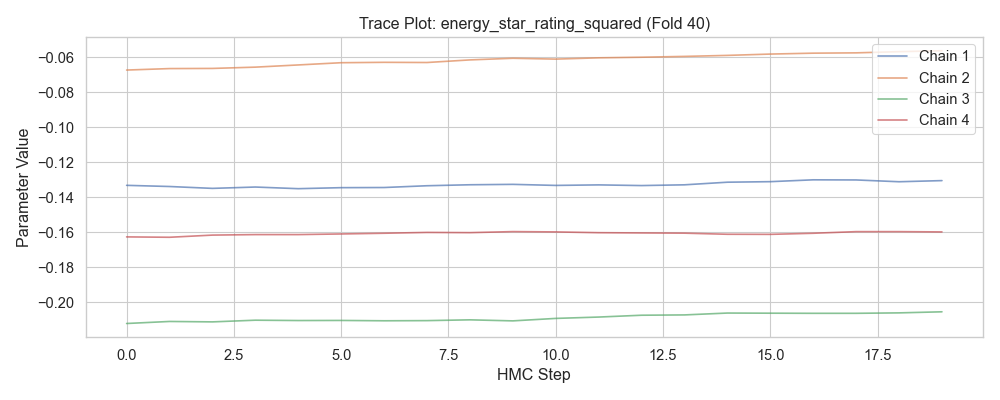 Trace Plot: energy_star_rating_squared (Fold 40)
Parameter Value
−0.06
−0.08
−0.10
−0.12
−0.14
−0.16
−0.18
−0.20
Chain 1
Chain 2
Chain 3
Chain 4
0.0
2.5
5.0
7.5
10.0
12.5
15.0
17.5
HMC Step